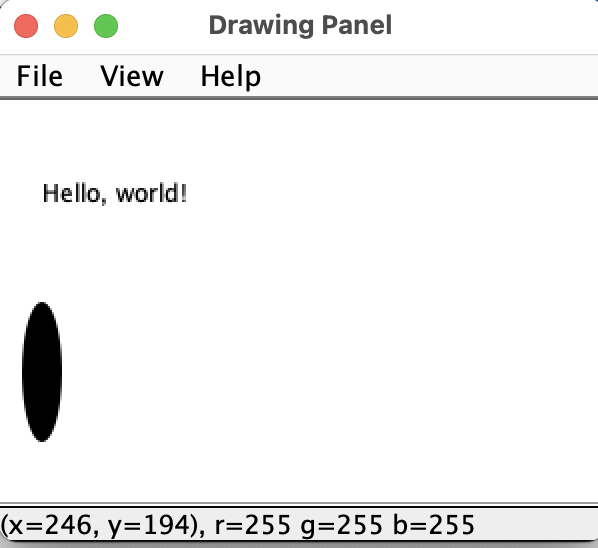 Drawing Panel
File View Help
Hello, world!
(x=246, y=194), r=255 g=255 b=255